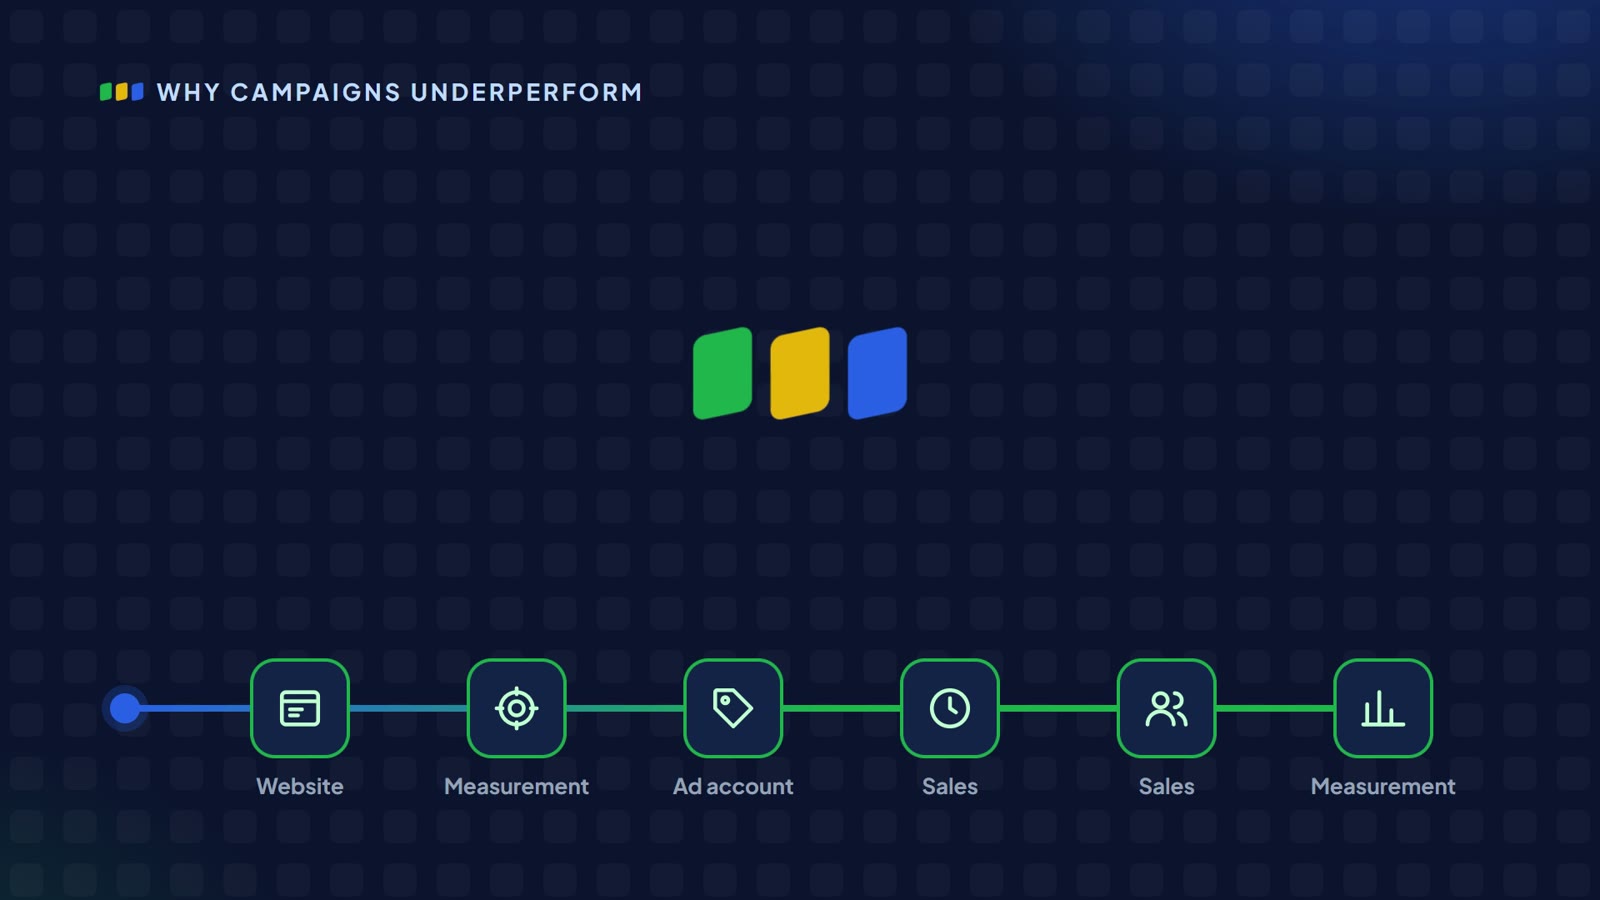 WHY CAMPAIGNS UNDERPERFORM
Website
Measurement
Ad account
Sales
Sales
Measurement